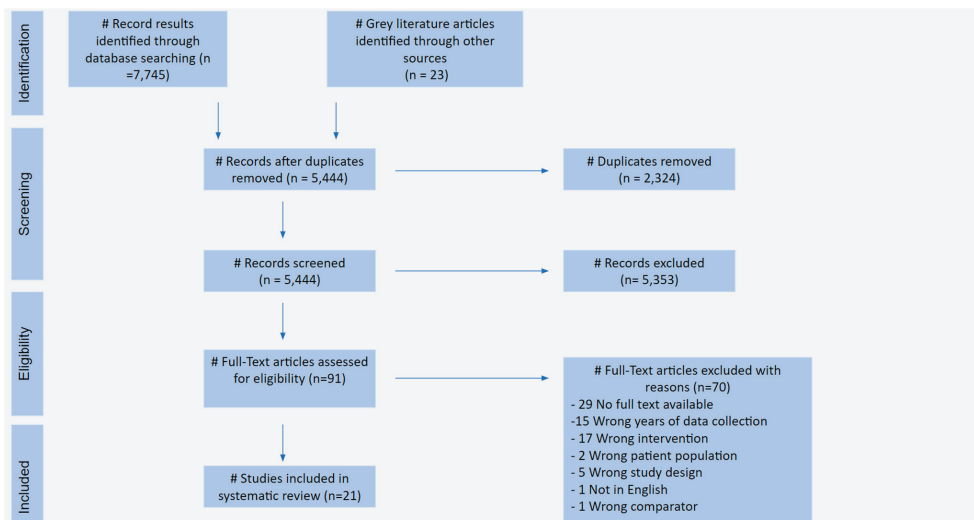 Identification
# Record results
identified through
database searching (n
=7,745)
# Grey literature articles
identified through other
sources
(n = 23)
Screening
# Records after duplicates
removed (n = 5,444)
# Duplicates removed
(n = 2,324)
# Records screened
(n = 5,444)
# Records excluded
(n= 5,353)
Eligibility
# Full-Text articles assessed
for eligibility (n=91)
# Full-Text articles excluded with
reasons (n=70)
- 29 No full text available
-15 Wrong years of data collection
- 17 Wrong intervention
- 2 Wrong patient population
- 5 Wrong study design
- 1 Not in English
- 1 Wrong comparator
Included
# Studies included in
systematic review (n=21)